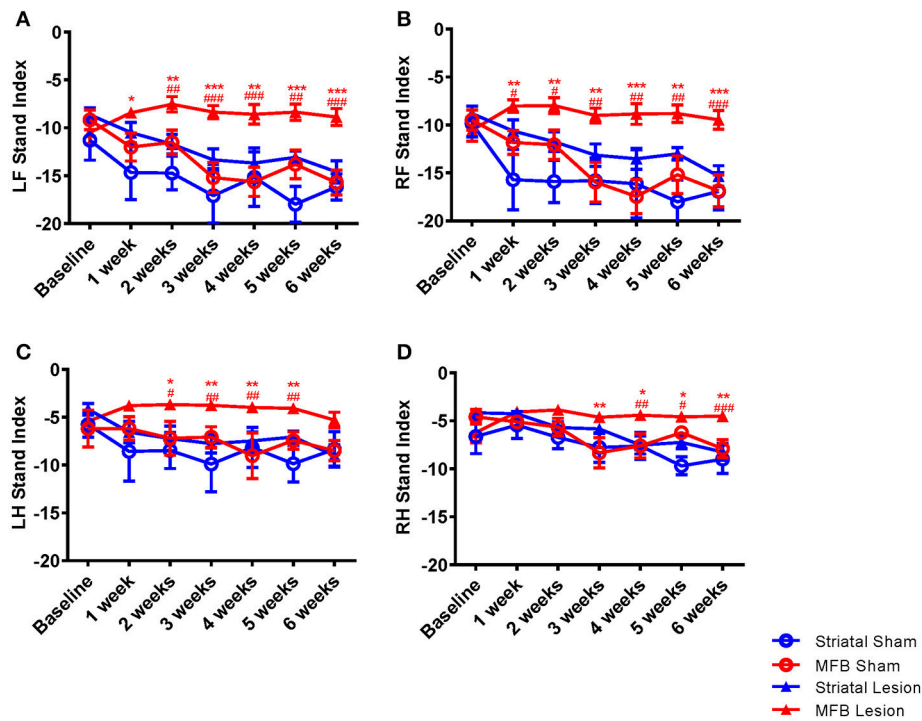 A
LF Stand Index
0
-5
-10
-15
-20
*
**
##
***
###
**
###
***
##
***
###
Baseline
1 week
2 weeks
3 weeks
4 weeks
5 weeks
6 weeks
B
RF Stand Index
0
-5
-10
-15
-20
**
#
**
#
**
##
***
##
**
##
***
###
Baseline
1 week
2 weeks
3 weeks
4 weeks
5 weeks
6 weeks
C
LH Stand Index
0
-5
-10
-15
-20
*
#
**
##
**
##
**
##
Baseline
1 week
2 weeks
3 weeks
4 weeks
5 weeks
6 weeks
D
RH Stand Index
0
-5
-10
-15
-20
**
*
##
*
#
**
###
Baseline
1 week
2 weeks
3 weeks
4 weeks
5 weeks
6 weeks
Striatal Sham
MFB Sham
Striatal Lesion
MFB Lesion